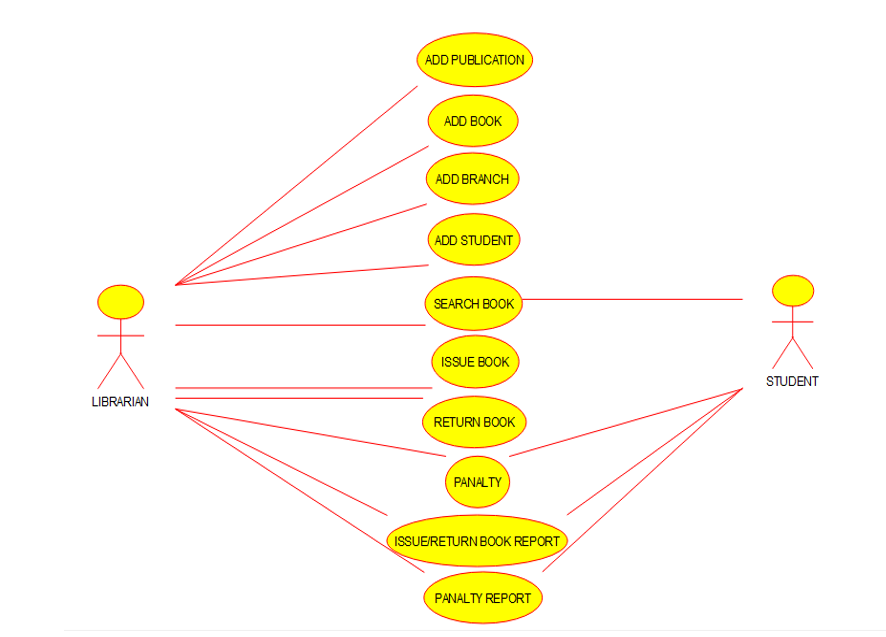 ADD PUBLICATION
ADD BOOK
ADD BRANCH
ADD STUDENT
SEARCH BOOK
ISSUE BOOK
STUDENT
LIBRARIAN
RETURN BOOK
PANALTY
ISSUE/RETURN BOOK REPORT
PANALTY REPORT